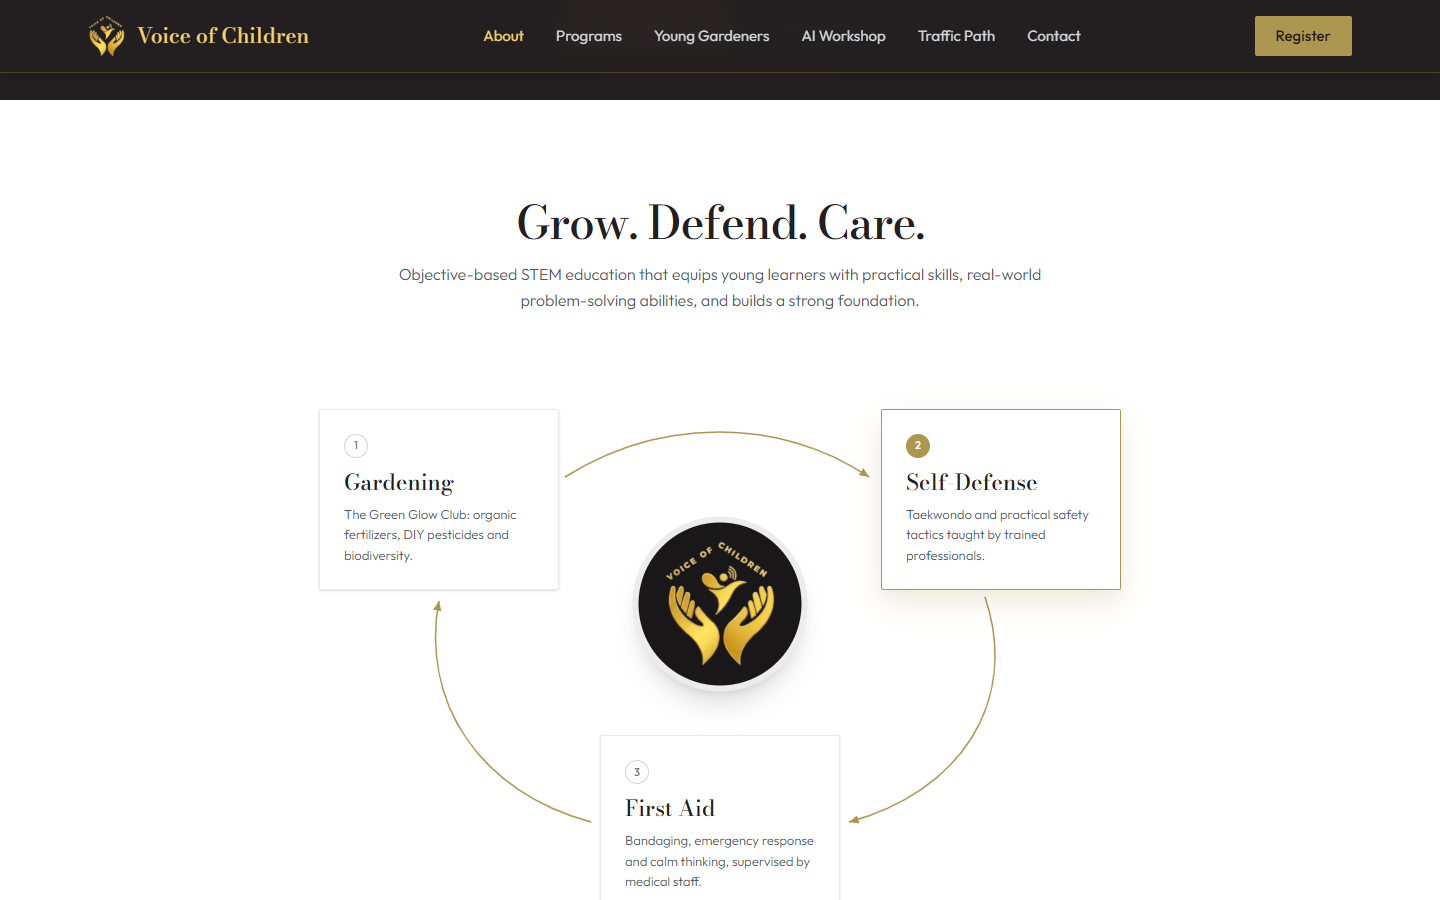 VOICE OF CHILDREN
Voice of Children
About
Programs
Young Gardeners
AI Workshop
Traffic Path
Contact
Register
Grow. Defend. Care.
Objective-based STEM education that equips young learners with practical skills, real-world
problem-solving abilities, and builds a strong foundation.
1
Gardening
The Green Glow Club: organic
fertilizers, DIY pesticides and
biodiversity.
2
Self-Defense
Taekwondo and practical safety
tactics taught by trained
professionals.
VOICE OF CHILDREN
3
First Aid
Bandaging, emergency response
and calm thinking, supervised by
medical staff.